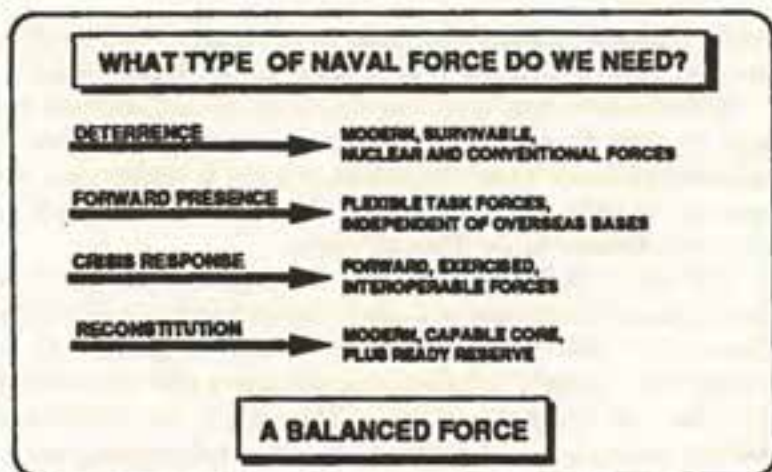 WHAT TYPE OF NAVAL FORCE DO WE NEED?
DETERRENCE
MODERN, SURVIVABLE,
NUCLEAR AND CONVENTIONAL FORCES
FORWARD PRESENCE
FLEXIBLE TASK FORCES,
INDEPENDENT OF OVERSEAS BASES
CRISIS RESPONSE
FORWARD, EXERCISED,
INTEROPERABLE FORCES
RECONSTITUTION
MODERN, CAPABLE CORE,
PLUS READY RESERVE
A BALANCED FORCE